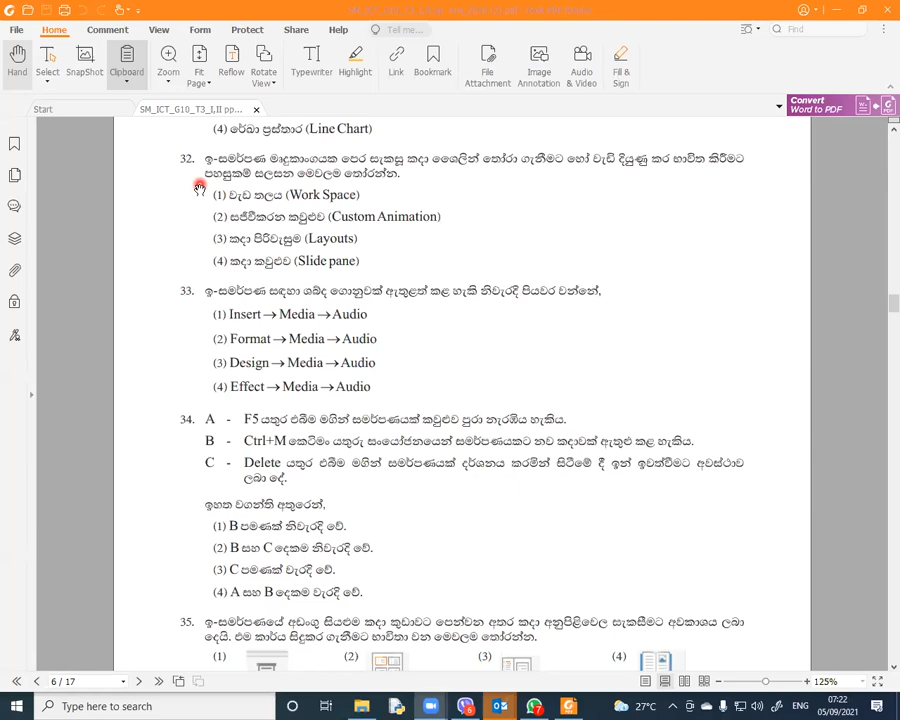 File Home Comment View Form Protect Share Help Tell me... Find
Hand Select SnapShot Clipboard Zoom Fit Page Reflow Rotate View Typewriter Highlight Link Bookmark File Attachment Image Annotation Audio & Video Fill & Sign
Start SM_ICT_G10_T3_I,II pp... Convert Word to PDF
(4) රේඛා ප්‍රස්තාර (Line Chart)
32. ඉ-සමර්පණ මෘදුකාංගයක පෙර සැකසූ කදා ශෛලින් තෝරා ගැනීමට හෝ වැඩි දියුණු කර භාවිත කිරීමට
පහසුකම් සලසන මෙවලම තෝරන්න.
(1) වැඩ තලය (Work Space)
(2) සජීවීකරන කවුළුව (Custom Animation)
(3) කදා පිරිවැසුම (Layouts)
(4) කදා කවුළුව (Slide pane)
33. ඉ-සමර්පණ සඳහා ශබ්ද ගොනුවක් ඇතුළත් කළ හැකි නිවැරදි පියවර වන්නේ,
(1) Insert → Media → Audio
(2) Format → Media → Audio
(3) Design → Media → Audio
(4) Effect → Media → Audio
34. A - F5 යතුර එබීම මගින් සමර්පණයක් කවුළුව පුරා නැරඹිය හැකිය.
B - Ctrl+M කෙටිමං යතුරු සංයෝජනයෙන් සමර්පණයකට නව කදාවක් ඇතුළු කළ හැකිය.
C - Delete යතුර එබීම මගින් සමර්පණයක් දර්ශනය කරමින් සිටීමේ දී ඉන් ඉවත්වීමට අවස්ථාව
ලබා දේ.
ඉහත වගන්ති අතුරෙන්,
(1) B පමණක් නිවැරදි වේ.
(2) B සහ C දෙකම නිවැරදි වේ.
(3) C පමණක් වැරදි වේ.
(4) A සහ B දෙකම වැරදි වේ.
35. ඉ-සමර්පණයේ අඩංගු සියළුම කදා කුඩාවට පෙන්වන අතර කදා අනුපිළිවෙල සැකසීමට අවකාශය ලබා
දෙයි. එම කාර්ය සිදුකර ගැනීමට භාවිතා වන මෙවලම තෝරන්න.
(1) (2) (3) (4)
6 / 17 125%
Type here to search 27°C 07:22
05/09/2021